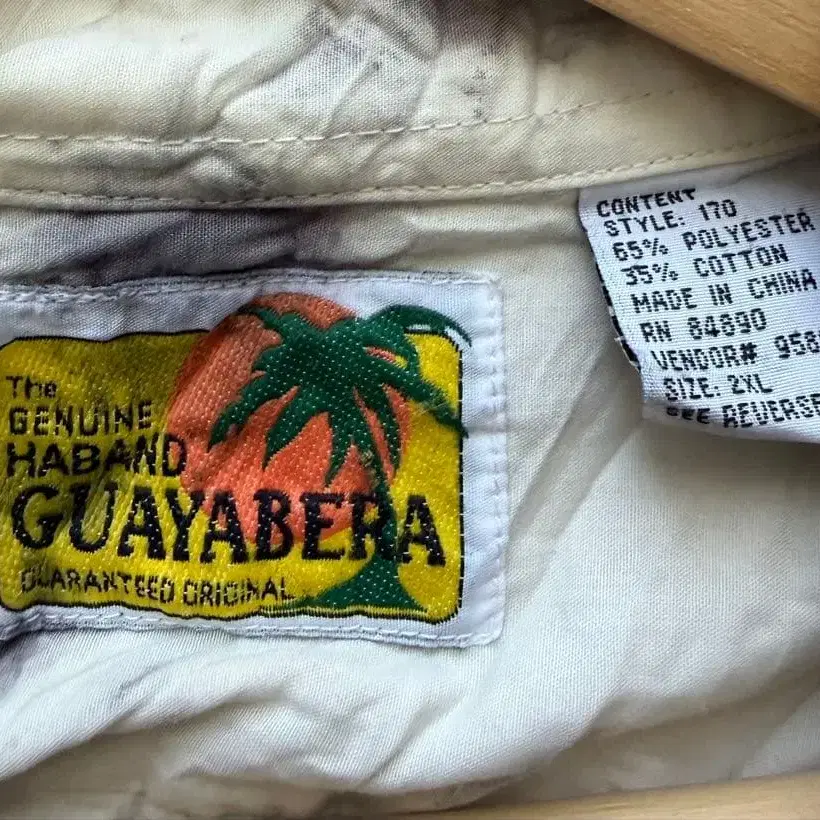 The
GENUINE
HABAND
GUAYABERA
GUARANTEED ORIGINAL
CONTENT
STYLE: 170
65% POLYESTER
35% COTTON
MADE IN CHINA
RN 84890
VENDOR# 958
SIZE: 2XL
SEE REVERSE